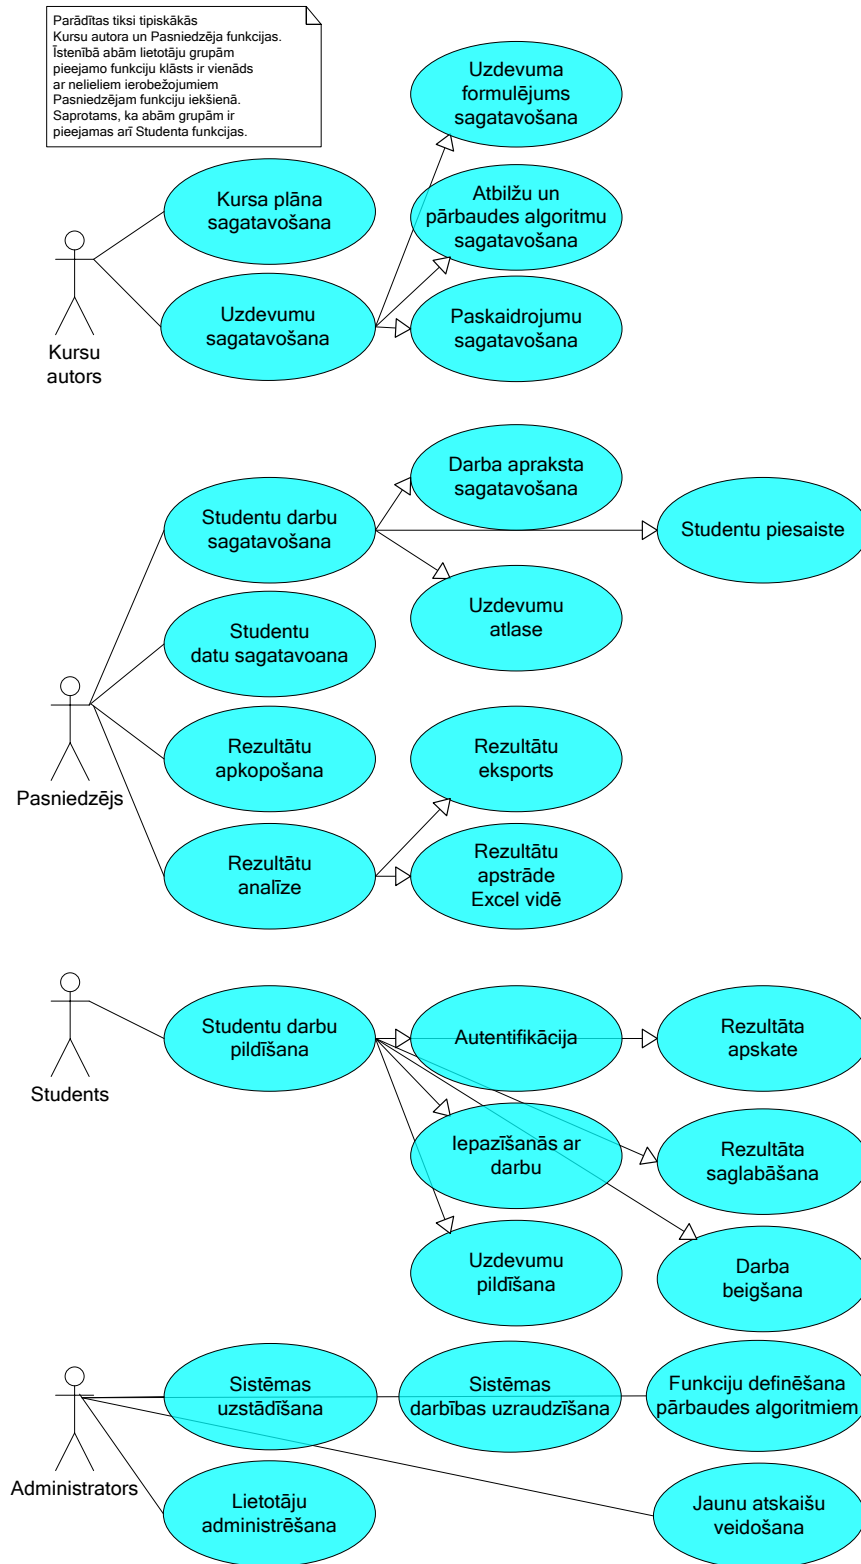 Parādītas tiksi tipiskākās
Kursu autora un Pasniedzēja funkcijas.
Īstenībā abām lietotāju grupām
pieejamo funkciju klāsts ir vienāds
ar nelieliem ierobežojumiem
Pasniedzējam funkciju iekšienā.
Saprotams, ka abām grupām ir
pieejamas arī Studenta funkcijas.
Uzdevuma
formulējums
sagatavošana
Kursa plāna
sagatavošana
Atbilžu un
pārbaudes algoritmu
sagatavošana
Uzdevumu
sagatavošana
Paskaidrojumu
sagatavošana
Kursu
autors
Darba apraksta
sagatavošana
Studentu darbu
sagatavošana
Studentu piesaiste
Uzdevumu
atlase
Studentu
datu sagatavoana
Rezultātu
apkopošana
Rezultātu
eksports
Pasniedzējs
Rezultātu
analīze
Rezultātu
apstrāde
Excel vidē
Studentu darbu
pildīšana
Autentifikācija
Rezultāta
apskate
Students
Iepazīšanās ar
darbu
Rezultāta
saglabāšana
Uzdevumu
pildīšana
Darba
beigšana
Sistēmas
uzstādīšana
Sistēmas
darbības uzraudzīšana
Funkciju definēšana
pārbaudes algoritmiem
Administrators
Lietotāju
administrēšana
Jaunu atskaišu
veidošana